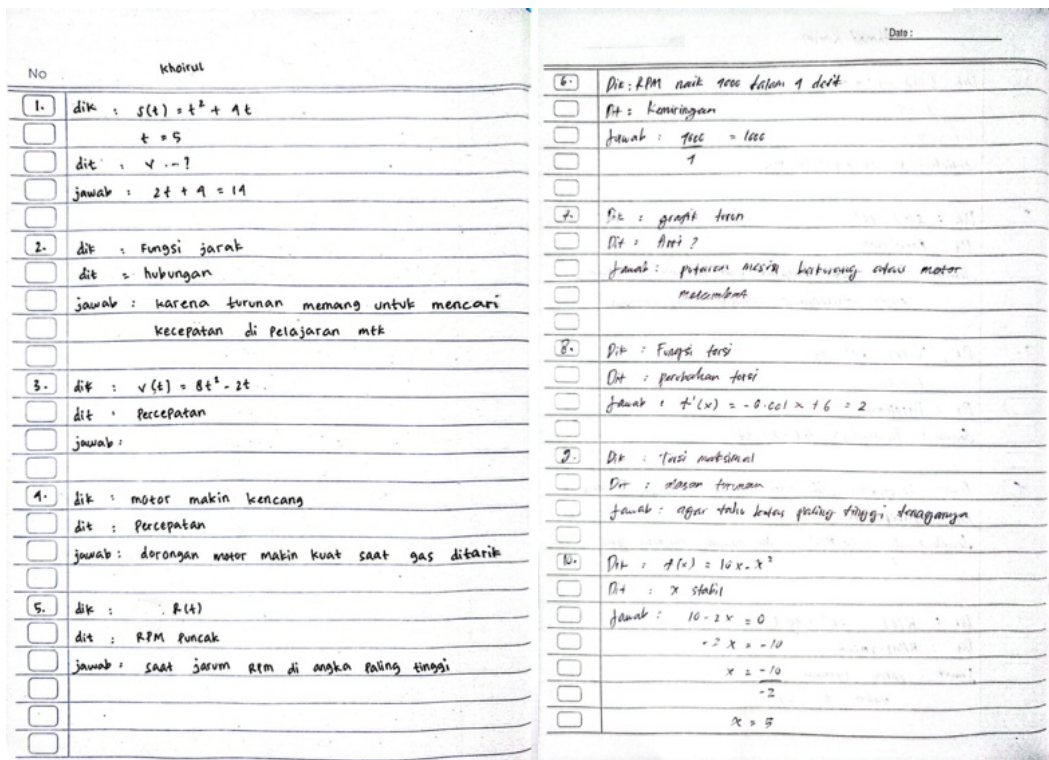 No
Khoirul
1. dik : s(t) = t² + 4t
t = 5
dit : v ...?
jawab : 2t + 4 = 14
2. dik : Fungsi jarak
dit : hubungan
jawab : karena turunan memang untuk mencari
kecepatan di Pelajaran mtk
3. dik : v(t) = 8t² - 2t
dit : Percepatan
jawab :
4. dik : motor makin kencang
dit : Percepatan
jawab : dorongan motor makin kuat saat gas ditarik
5. dik : R(t)
dit : RPM Puncak
jawab : saat jarum RPM di angka Paling tinggi
Date :
6. Dik : RPM naik 4000 dalam 4 detik
Dit : Kemiringan
Jawab : 4000 = 1000
4
7. Dik : grafik turun
Dit : Arti ?
Jawab : putaran mesin berkurang atau motor
melambat
8. Dik : Fungsi torsi
Dit : perubahan torsi
Jawab : t'(x) = -0.001 x + 6 = 2
9. Dik : Torsi maksimal
Dit : alasan turunan
Jawab : agar tahu batas paling tinggi tenaganya
10. Dik : f(x) = 10x - x²
Dit : x stabil
Jawab : 10 - 2x = 0
-2x = -10
x = -10
-2
x = 5